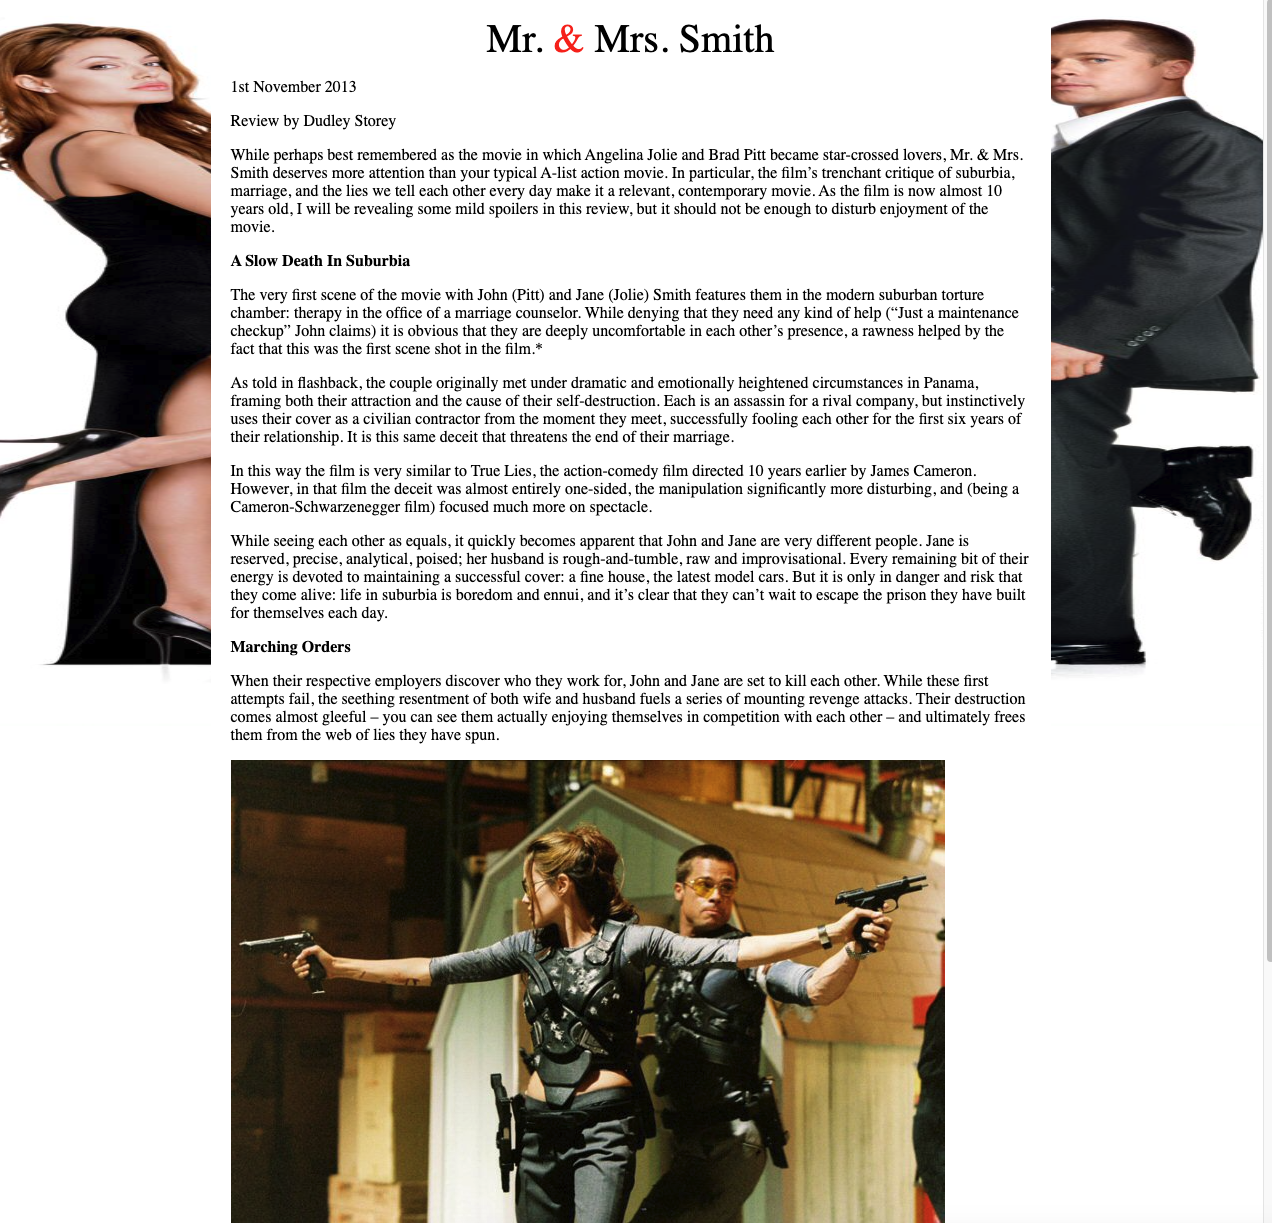 Mr. & Mrs. Smith
1st November 2013
Review by Dudley Storey
While perhaps best remembered as the movie in which Angelina Jolie and Brad Pitt became star-crossed lovers, Mr. & Mrs.
Smith deserves more attention than your typical A-list action movie. In particular, the film’s trenchant critique of suburbia,
marriage, and the lies we tell each other every day make it a relevant, contemporary movie. As the film is now almost 10
years old, I will be revealing some mild spoilers in this review, but it should not be enough to disturb enjoyment of the
movie.
A Slow Death In Suburbia
The very first scene of the movie with John (Pitt) and Jane (Jolie) Smith features them in the modern suburban torture
chamber: therapy in the office of a marriage counselor. While denying that they need any kind of help (“Just a maintenance
checkup” John claims) it is obvious that they are deeply uncomfortable in each other’s presence, a rawness helped by the
fact that this was the first scene shot in the film.*
As told in flashback, the couple originally met under dramatic and emotionally heightened circumstances in Panama,
framing both their attraction and the cause of their self-destruction. Each is an assassin for a rival company, but instinctively
uses their cover as a civilian contractor from the moment they meet, successfully fooling each other for the first six years of
their relationship. It is this same deceit that threatens the end of their marriage.
In this way the film is very similar to True Lies, the action-comedy film directed 10 years earlier by James Cameron.
However, in that film the deceit was almost entirely one-sided, the manipulation significantly more disturbing, and (being a
Cameron-Schwarzenegger film) focused much more on spectacle.
While seeing each other as equals, it quickly becomes apparent that John and Jane are very different people. Jane is
reserved, precise, analytical, poised; her husband is rough-and-tumble, raw and improvisational. Every remaining bit of their
energy is devoted to maintaining a successful cover: a fine house, the latest model cars. But it is only in danger and risk that
they come alive: life in suburbia is boredom and ennui, and it’s clear that they can’t wait to escape the prison they have built
for themselves each day.
Marching Orders
When their respective employers discover who they work for, John and Jane are set to kill each other. While these first
attempts fail, the seething resentment of both wife and husband fuels a series of mounting revenge attacks. Their destruction
comes almost gleeful – you can see them actually enjoying themselves in competition with each other – and ultimately frees
them from the web of lies they have spun.